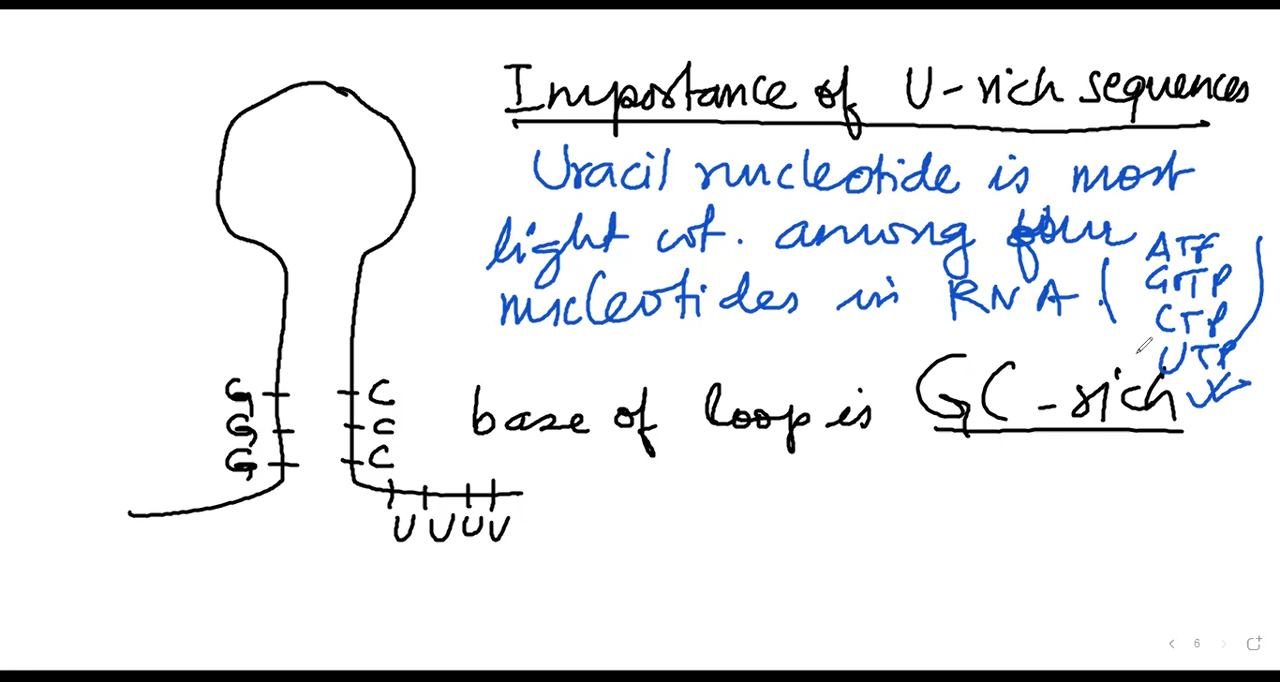 Importance of U-rich sequences
Uracil nucleotide is most
light wt. among four
nucleotides in RNA (
ATP
GTP
CTP
UTP
)
base of loop is GC-rich
G C
G C
G C
U U U U
6